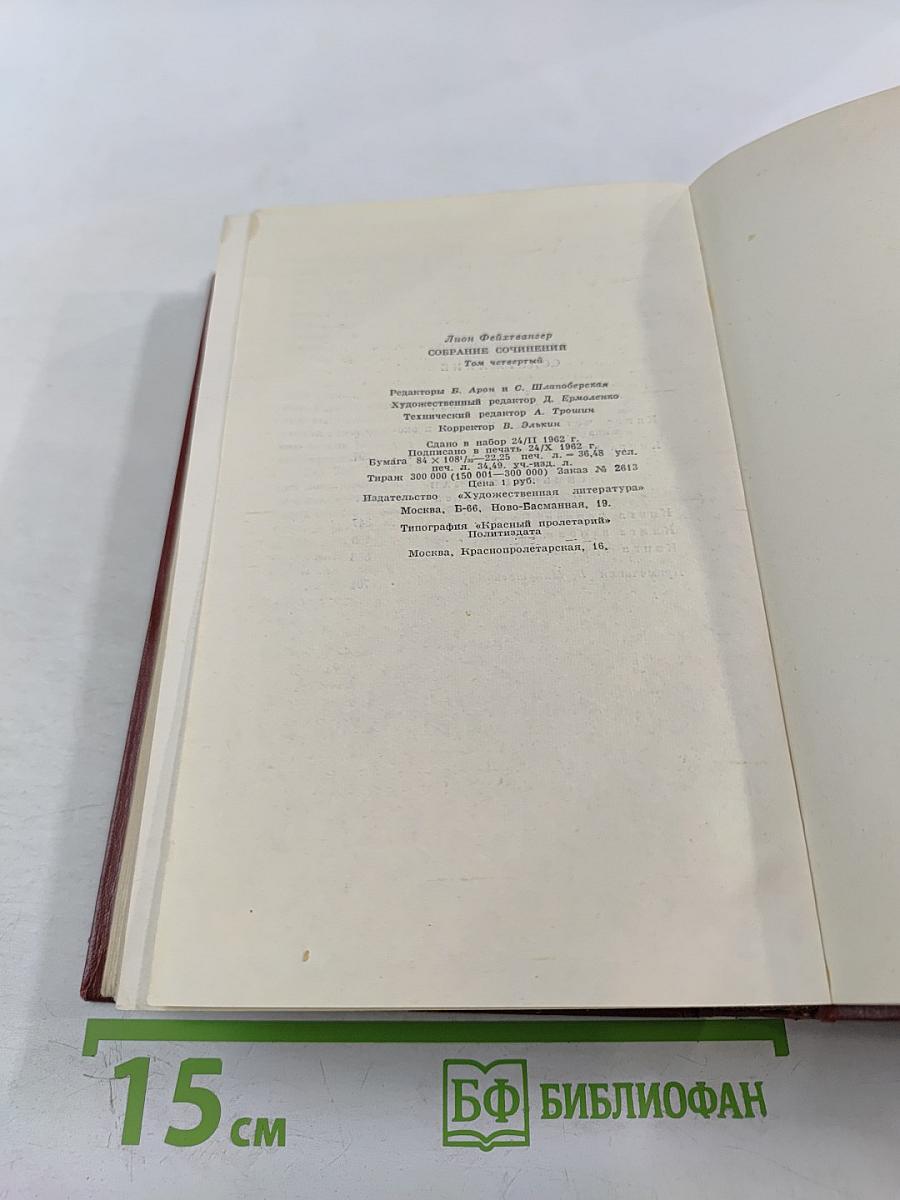 Лион Фейхтвангер
СОБРАНИЕ СОЧИНЕНИЙ
Том четвертый
Редакторы Б. Арон и С. Шлапоберская
Художественный редактор Д. Ермоленко
Технический редактор А. Трошин
Корректор В. Элькин
Сдано в набор 24/II 1962 г.
Подписано в печать 24/X 1962 г.
Бумага 84 × 108¹/₃₂—22,25 печ. л. = 36,48 усл.
печ. л. 34,49. уч.-изд. л.
Тираж 300 000 (150 001—300 000) Заказ № 2613
Цена 1 руб.
Издательство «Художественная литература»
Москва, Б-66, Ново-Басманная, 19.
Типография «Красный пролетарий»
Политиздата
Москва, Краснопролетарская, 16.
15 см
БФ БИБЛИОФАН